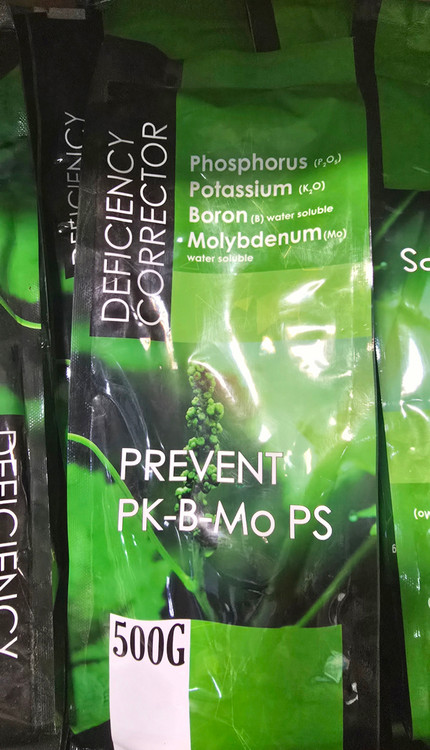 DEFICIENCY
CORRECTOR
Phosphorus (P₂O₅)
Potassium (K₂O)
Boron (B) water soluble
Molybdenum (Mo)
water soluble
PREVENT
PK-B-Mo PS
500G
DEFICIENCY
DEFICIENCY